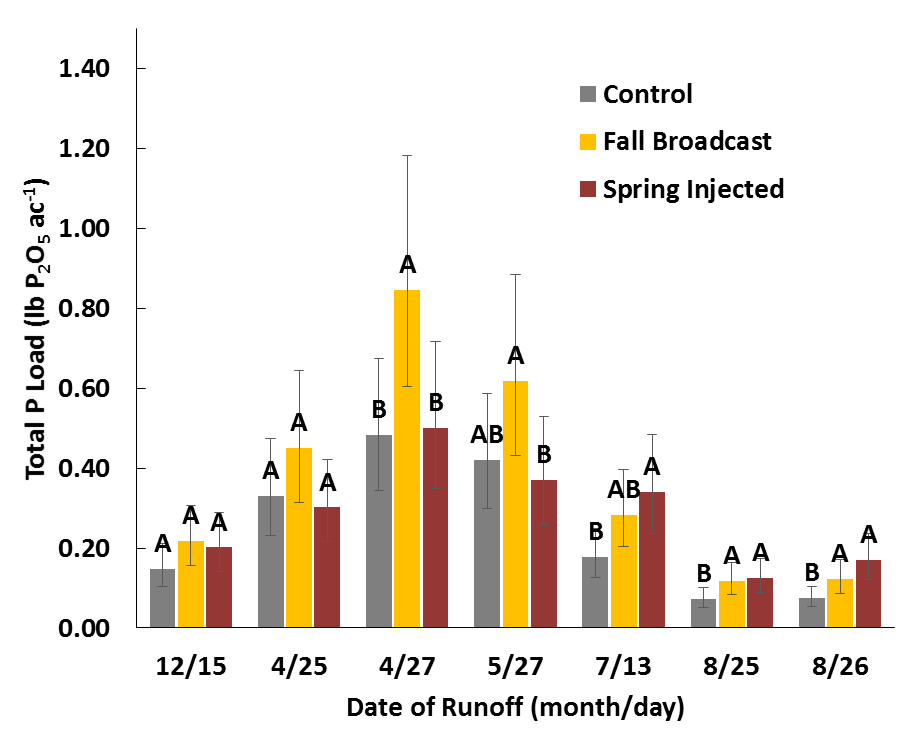 Total P Load (lb P₂O₅ ac⁻¹)
1.40
1.20
1.00
0.80
0.60
0.40
0.20
0.00
Control
Fall Broadcast
Spring Injected
A A A
A A A
B A B
AB A B
B AB A
B A A
B A A
12/15 4/25 4/27 5/27 7/13 8/25 8/26
Date of Runoff (month/day)